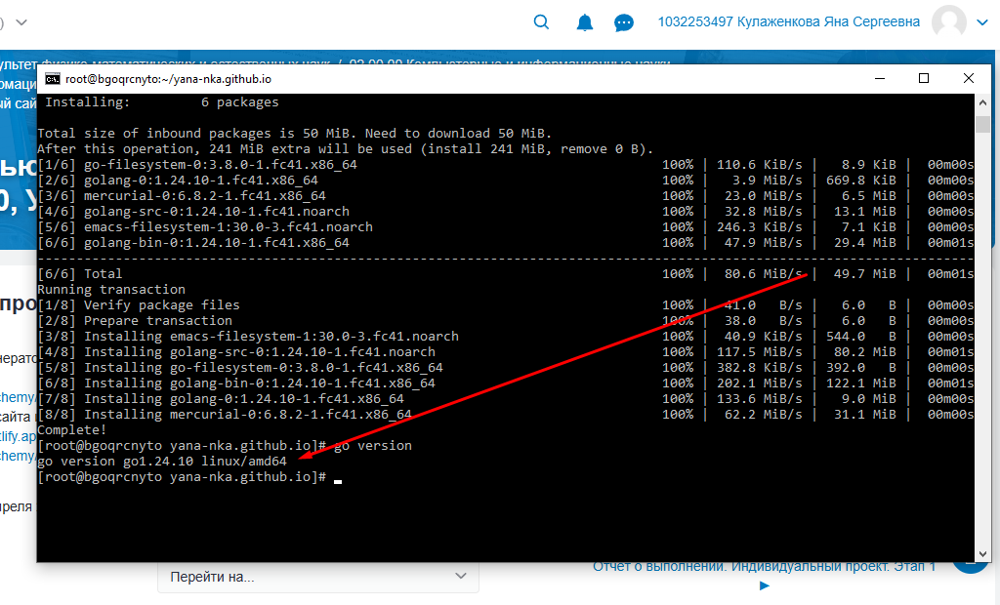 1032253497 Кулаженкова Яна Сергеевна
root@bgoqrcnyto:~/yana-nka.github.io
Installing: 6 packages
Total size of inbound packages is 50 MiB. Need to download 50 MiB.
After this operation, 241 MiB extra will be used (install 241 MiB, remove 0 B).
[1/6] go-filesystem-0:3.8.0-1.fc41.x86_64 100% | 110.6 KiB/s | 8.9 KiB | 00m00s
[2/6] golang-0:1.24.10-1.fc41.x86_64 100% | 3.9 MiB/s | 669.8 KiB | 00m00s
[3/6] mercurial-0:6.8.2-1.fc41.x86_64 100% | 23.0 MiB/s | 6.5 MiB | 00m00s
[4/6] golang-src-0:1.24.10-1.fc41.noarch 100% | 32.8 MiB/s | 13.1 MiB | 00m00s
[5/6] emacs-filesystem-1:30.0-3.fc41.noarch 100% | 246.3 KiB/s | 7.1 KiB | 00m00s
[6/6] golang-bin-0:1.24.10-1.fc41.x86_64 100% | 47.9 MiB/s | 29.4 MiB | 00m01s
[6/6] Total 100% | 80.6 MiB/s | 49.7 MiB | 00m01s
Running transaction
[1/8] Verify package files 100% | 41.0 B/s | 6.0 B | 00m00s
[2/8] Prepare transaction 100% | 38.0 B/s | 6.0 B | 00m00s
[3/8] Installing emacs-filesystem-1:30.0-3.fc41.noarch 100% | 40.9 KiB/s | 544.0 B | 00m00s
[4/8] Installing golang-src-0:1.24.10-1.fc41.noarch 100% | 117.5 MiB/s | 80.2 MiB | 00m01s
[5/8] Installing go-filesystem-0:3.8.0-1.fc41.x86_64 100% | 382.8 KiB/s | 392.0 B | 00m00s
[6/8] Installing golang-bin-0:1.24.10-1.fc41.x86_64 100% | 202.1 MiB/s | 122.1 MiB | 00m01s
[7/8] Installing golang-0:1.24.10-1.fc41.x86_64 100% | 133.6 MiB/s | 9.0 MiB | 00m00s
[8/8] Installing mercurial-0:6.8.2-1.fc41.x86_64 100% | 62.2 MiB/s | 31.1 MiB | 00m00s
Complete!
[root@bgoqrcnyto yana-nka.github.io]# go version
go version go1.24.10 linux/amd64
[root@bgoqrcnyto yana-nka.github.io]#
Перейти на...
Отчет о выполнении. Индивидуальный проект. Этап 1